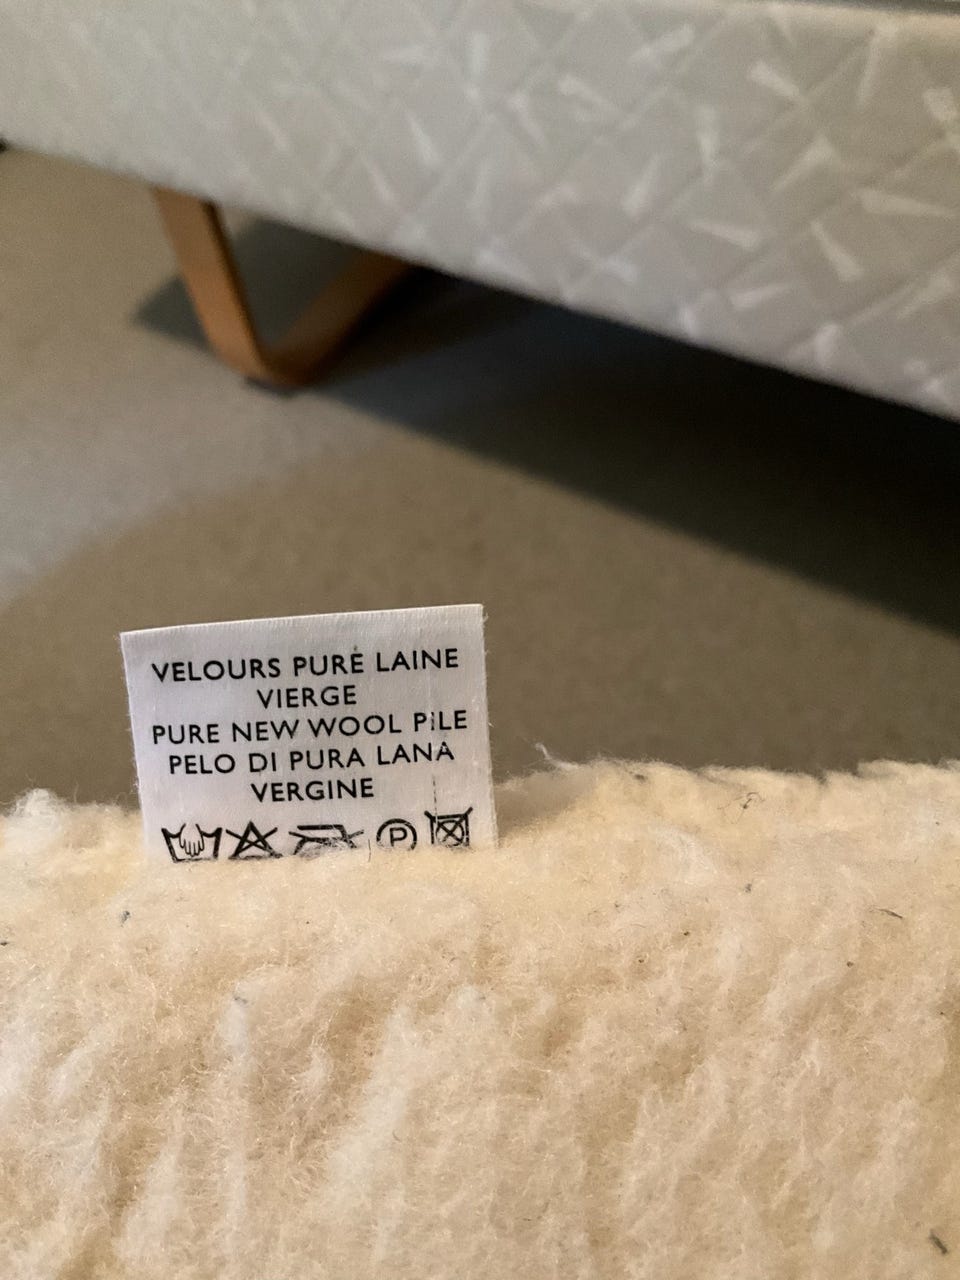 VELOURS PURE LAINE
VIERGE
PURE NEW WOOL PILE
PELO DI PURA LANA
VERGINE
P